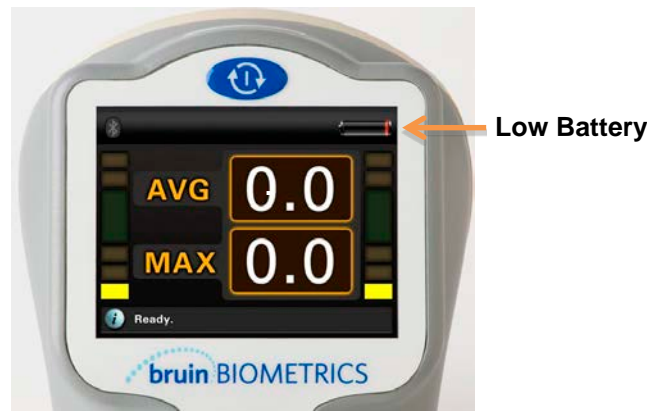 Low Battery
AVG 0.0
MAX 0.0
i Ready.
bruin BIOMETRICS